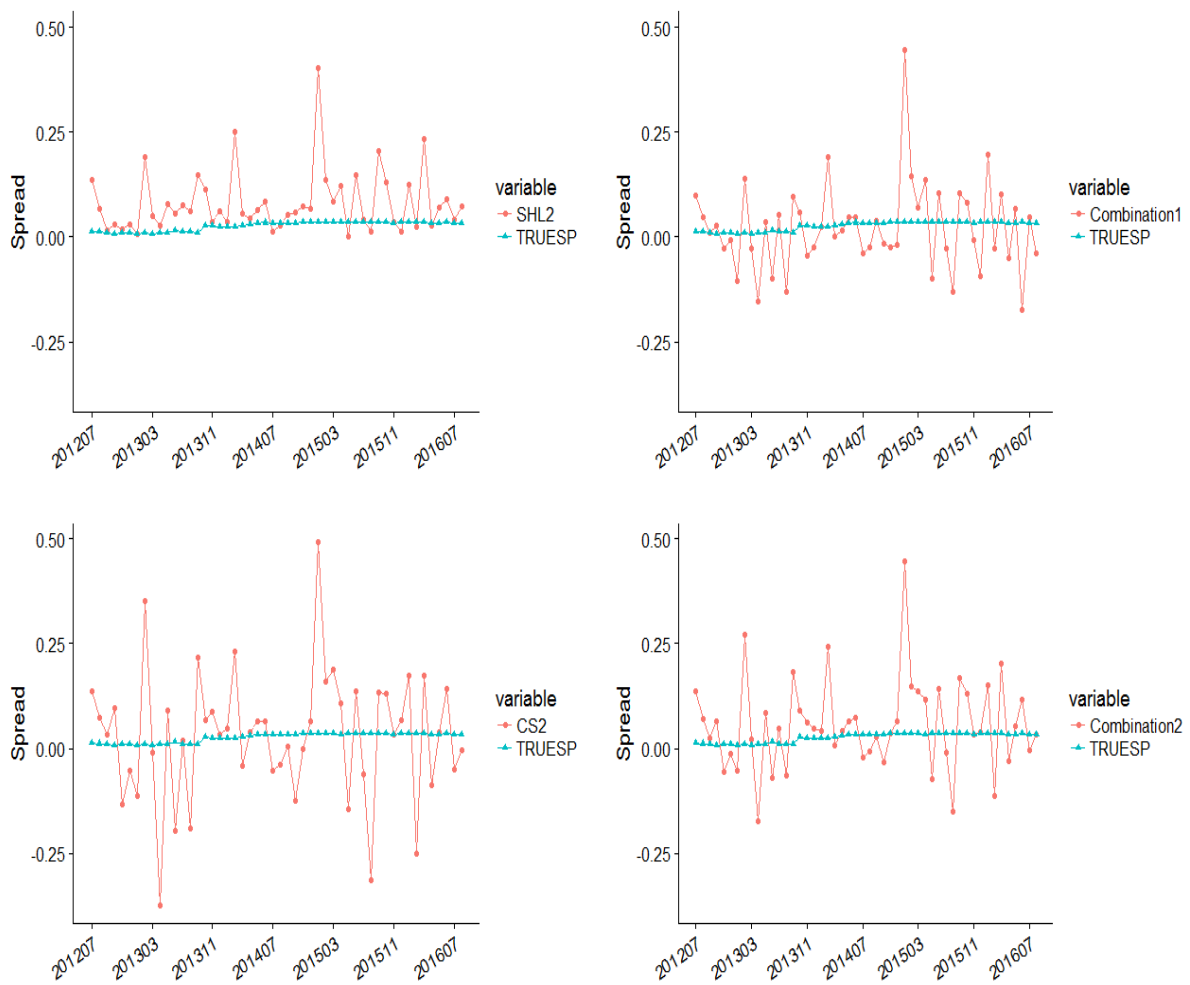 0.50
0.25
0.00
-0.25
Spread
201207
201303
201311
201407
201503
201511
201607
variable
SHL2
TRUESP
0.50
0.25
0.00
-0.25
Spread
201207
201303
201311
201407
201503
201511
201607
variable
Combination1
TRUESP
0.50
0.25
0.00
-0.25
Spread
201207
201303
201311
201407
201503
201511
201607
variable
CS2
TRUESP
0.50
0.25
0.00
-0.25
Spread
201207
201303
201311
201407
201503
201511
201607
variable
Combination2
TRUESP